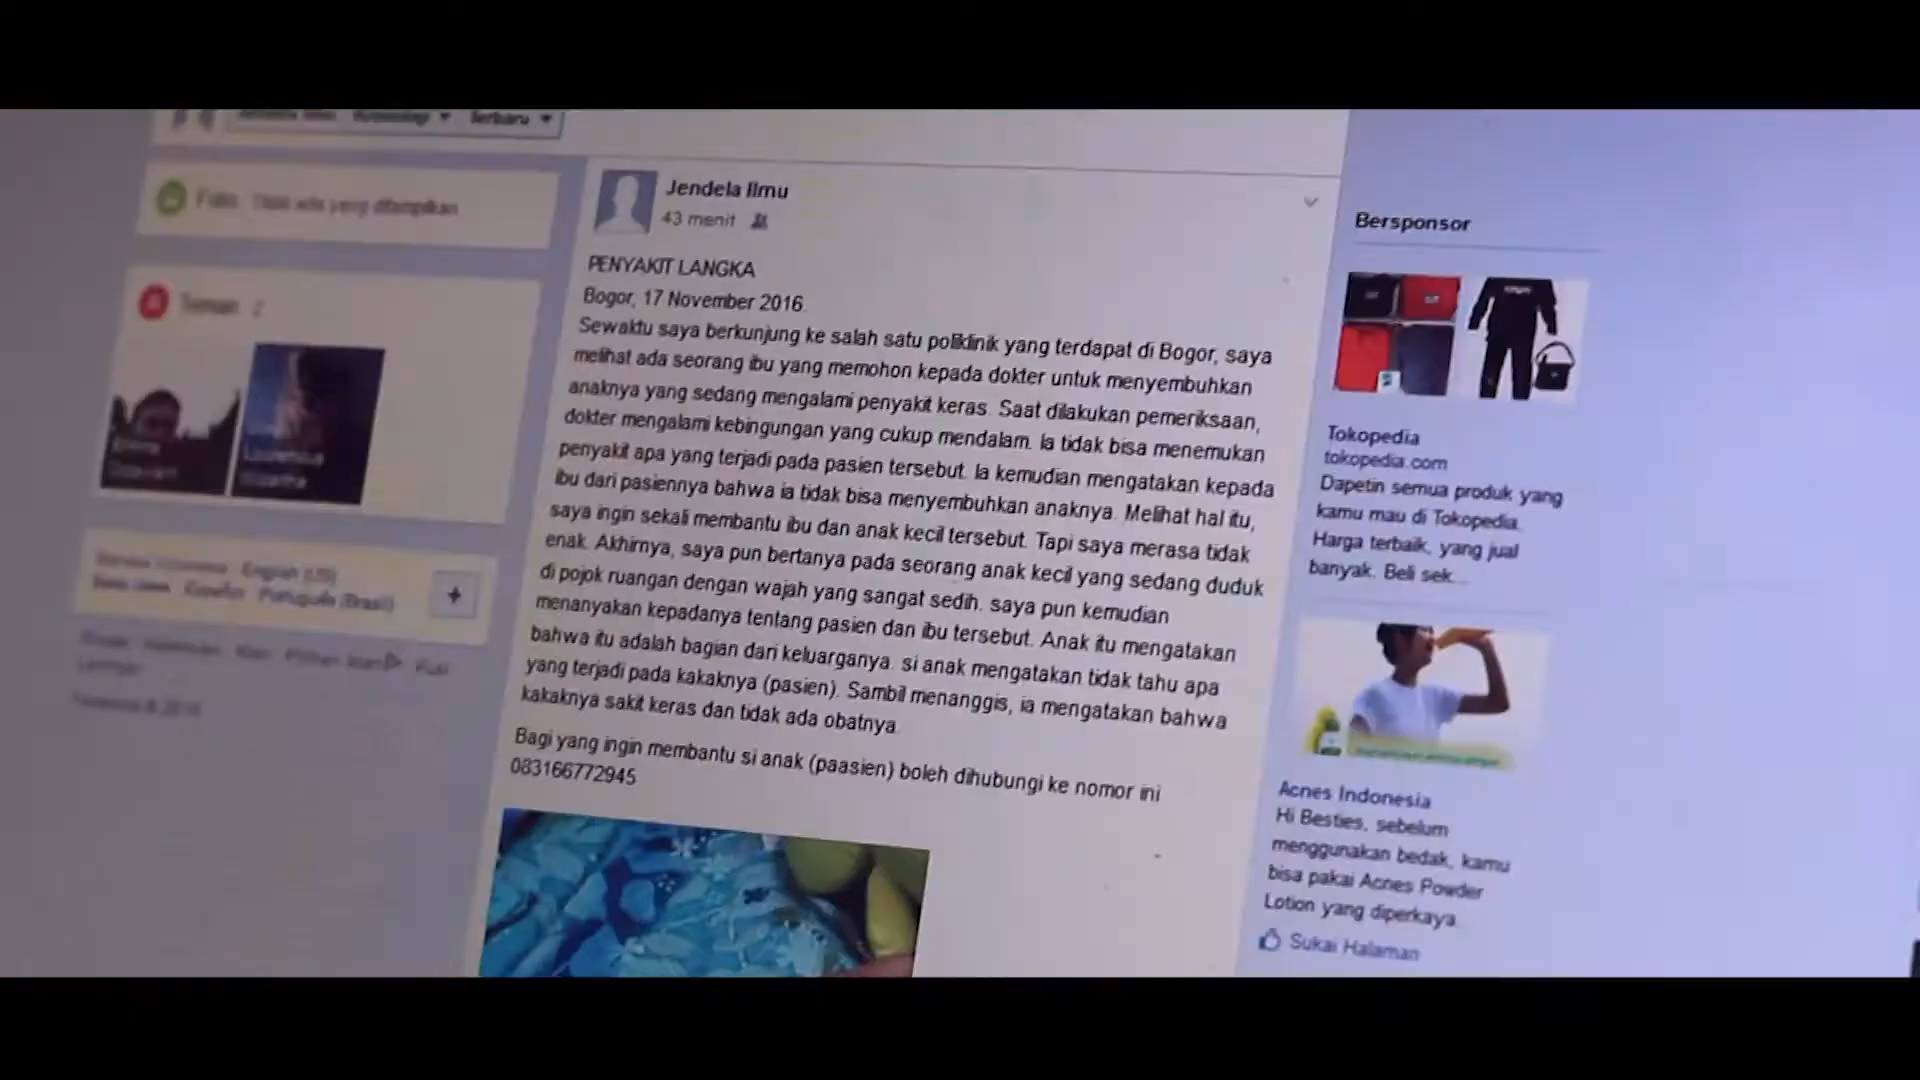 Terbaru
Foto Tidak ada yang ditampilkan
Teman 2
English (US)
Español Português (Brasil)
Jendela Ilmu
43 menit
PENYAKIT LANGKA
Bogor, 17 November 2016.
Sewaktu saya berkunjung ke salah satu poliklinik yang terdapat di Bogor, saya
melihat ada seorang ibu yang memohon kepada dokter untuk menyembuhkan
anaknya yang sedang mengalami penyakit keras. Saat dilakukan pemeriksaan,
dokter mengalami kebingungan yang cukup mendalam. Ia tidak bisa menemukan
penyakit apa yang terjadi pada pasien tersebut. Ia kemudian mengatakan kepada
ibu dari pasiennya bahwa ia tidak bisa menyembuhkan anaknya. Melihat hal itu,
saya ingin sekali membantu ibu dan anak kecil tersebut. Tapi saya merasa tidak
enak. Akhirnya, saya pun bertanya pada seorang anak kecil yang sedang duduk
di pojok ruangan dengan wajah yang sangat sedih. saya pun kemudian
menanyakan kepadanya tentang pasien dan ibu tersebut. Anak itu mengatakan
bahwa itu adalah bagian dari keluarganya. si anak mengatakan tidak tahu apa
yang terjadi pada kakaknya (pasien). Sambil menanggis, ia mengatakan bahwa
kakaknya sakit keras dan tidak ada obatnya.
Bagi yang ingin membantu si anak (paasien) boleh dihubungi ke nomor ini
083166772945
Bersponsor
Tokopedia
tokopedia.com
Dapetin semua produk yang
kamu mau di Tokopedia.
Harga terbaik, yang jual
banyak. Beli sek...
Acnes Indonesia
Hi Besties, sebelum
menggunakan bedak, kamu
bisa pakai Acnes Powder
Lotion yang diperkaya...
Sukai Halaman